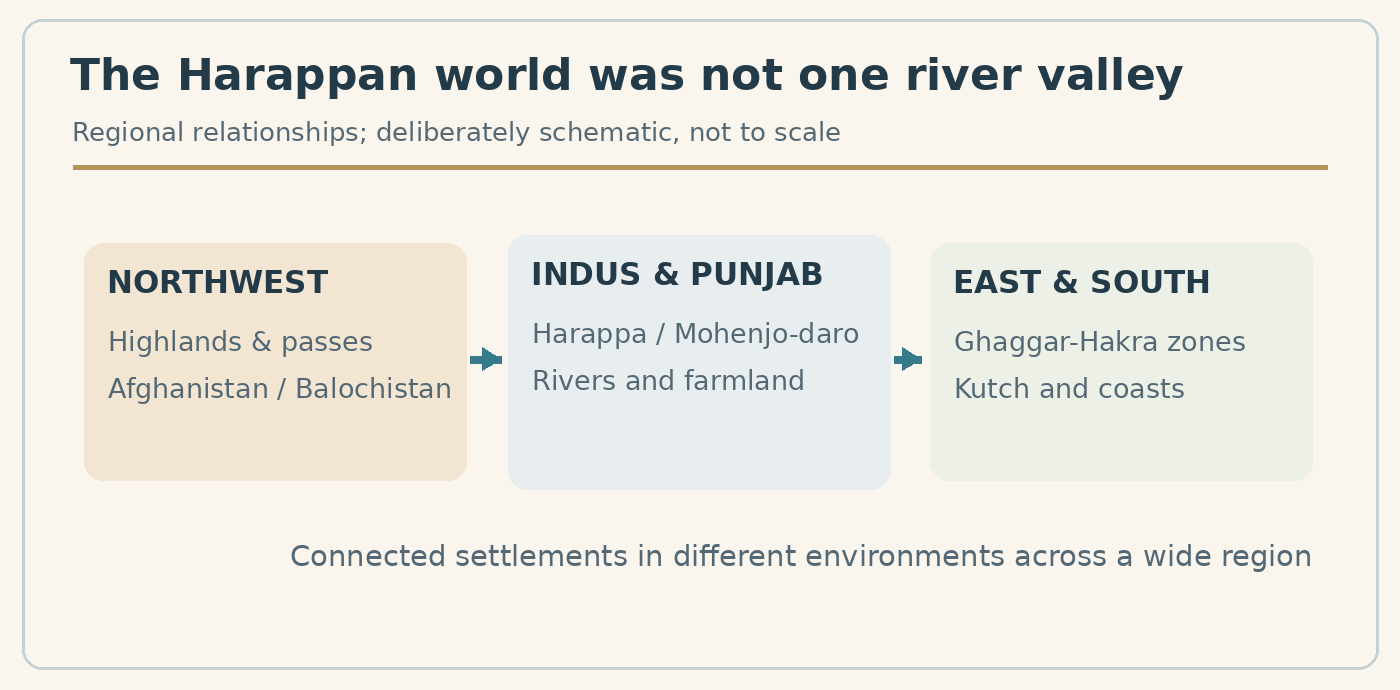 The Harappan world was not one river valley
Regional relationships; deliberately schematic, not to scale
NORTHWEST
Highlands & passes
Afghanistan / Balochistan
INDUS & PUNJAB
Harappa / Mohenjo-daro
Rivers and farmland
EAST & SOUTH
Ghaggar-Hakra zones
Kutch and coasts
Connected settlements in different environments across a wide region